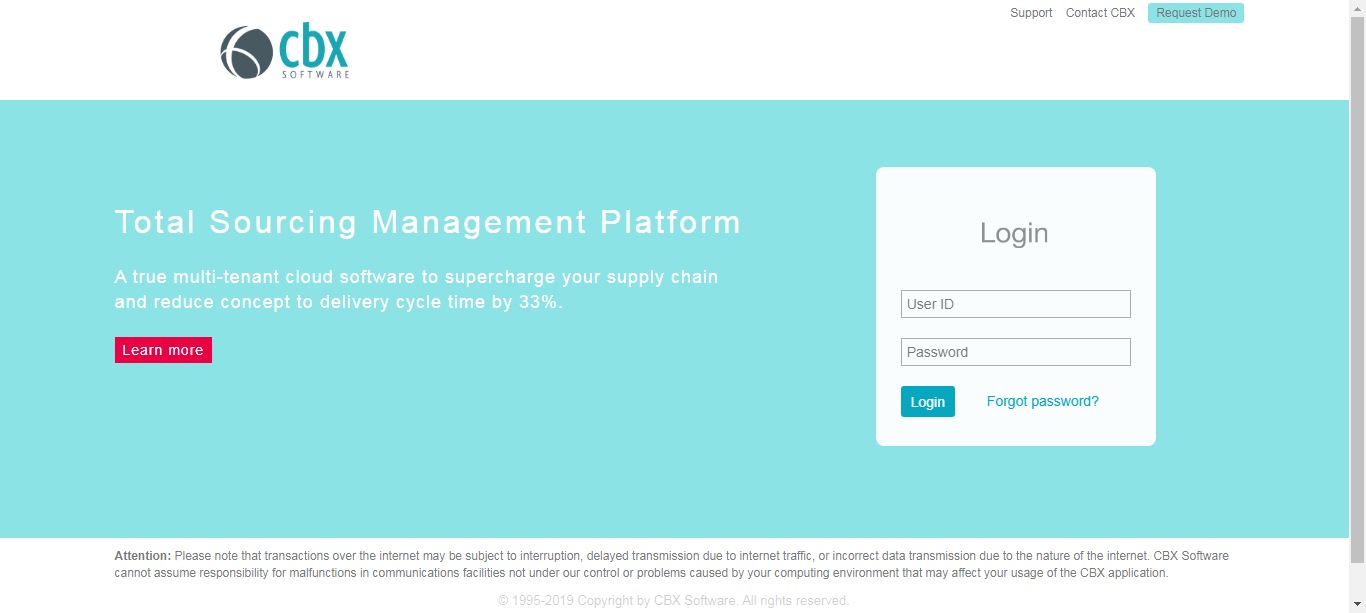 Support Contact CBX Request Demo
cbx
SOFTWARE
Total Sourcing Management Platform
A true multi-tenant cloud software to supercharge your supply chain
and reduce concept to delivery cycle time by 33%.
Learn more
Login
User ID
Password
Login Forgot password?
Attention: Please note that transactions over the internet may be subject to interruption, delayed transmission due to internet traffic, or incorrect data transmission due to the nature of the internet. CBX Software
cannot assume responsibility for malfunctions in communications facilities not under our control or problems caused by your computing environment that may affect your usage of the CBX application.
© 1995-2019 Copyright by CBX Software. All rights reserved.